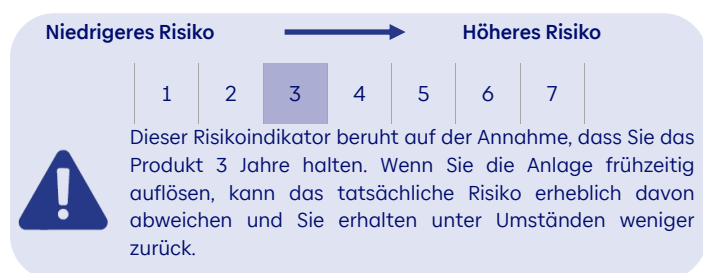 Niedrigeres Risiko Höheres Risiko
1 2 3 4 5 6 7
Dieser Risikoindikator beruht auf der Annahme, dass Sie das
Produkt 3 Jahre halten. Wenn Sie die Anlage frühzeitig
auflösen, kann das tatsächliche Risiko erheblich davon
abweichen und Sie erhalten unter Umständen weniger
zurück.